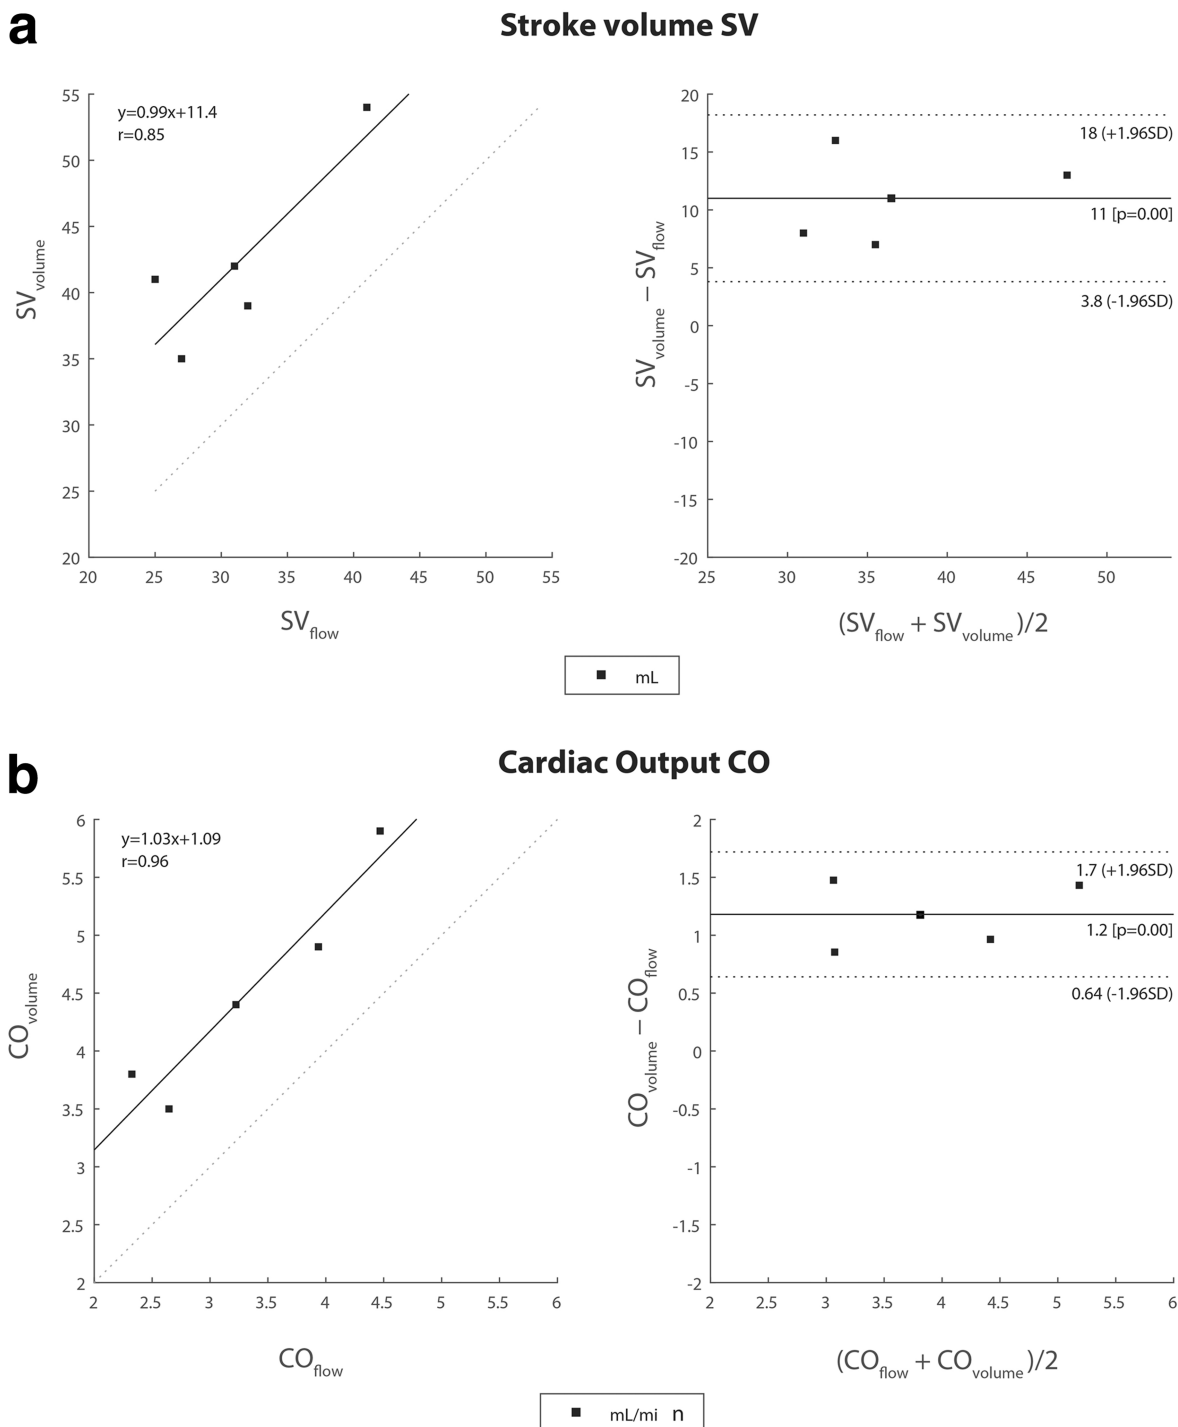 a
Stroke volume SV
y=0.99x+11.4
r=0.85
55
50
45
40
35
30
25
20
20 25 30 35 40 45 50 55
SVvolume
SVflow
20
15
10
5
0
-5
-10
-15
-20
25 30 35 40 45 50
18 (+1.96SD)
11 [p=0.00]
3.8 (-1.96SD)
SVvolume − SVflow
(SVflow + SVvolume)/2
mL
b
Cardiac Output CO
y=1.03x+1.09
r=0.96
6
5.5
5
4.5
4
3.5
3
2.5
2
2 2.5 3 3.5 4 4.5 5 5.5 6
COvolume
COflow
2
1.5
1
0.5
0
-0.5
-1
-1.5
-2
2 2.5 3 3.5 4 4.5 5 5.5 6
1.7 (+1.96SD)
1.2 [p=0.00]
0.64 (-1.96SD)
COvolume − COflow
(COflow + COvolume)/2
mL/mi n